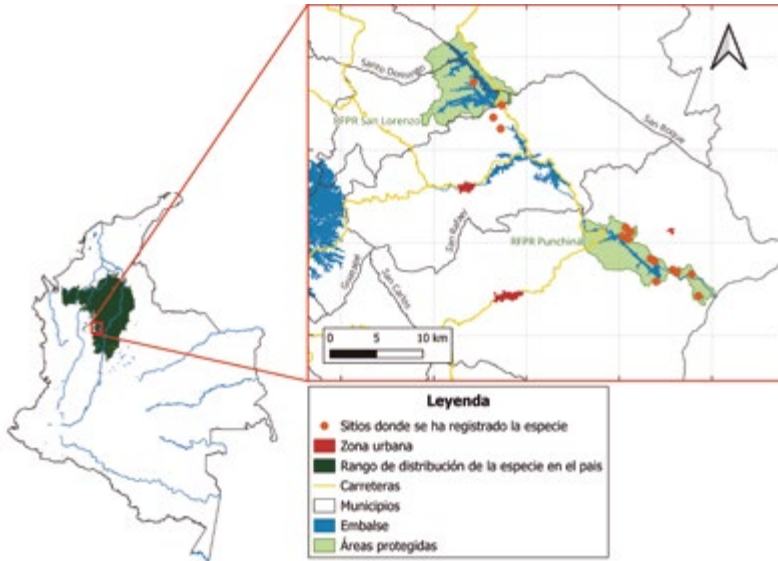 Santo Domingo
RFPR San Lorenzo
San Roque
San Rafael
RFPR Punchiná
Guatapé
San Carlos
0 5 10 km
Leyenda
Sitios donde se ha registrado la especie
Zona urbana
Rango de distribución de la especie en el pais
Carreteras
Municipios
Embalse
Áreas protegidas